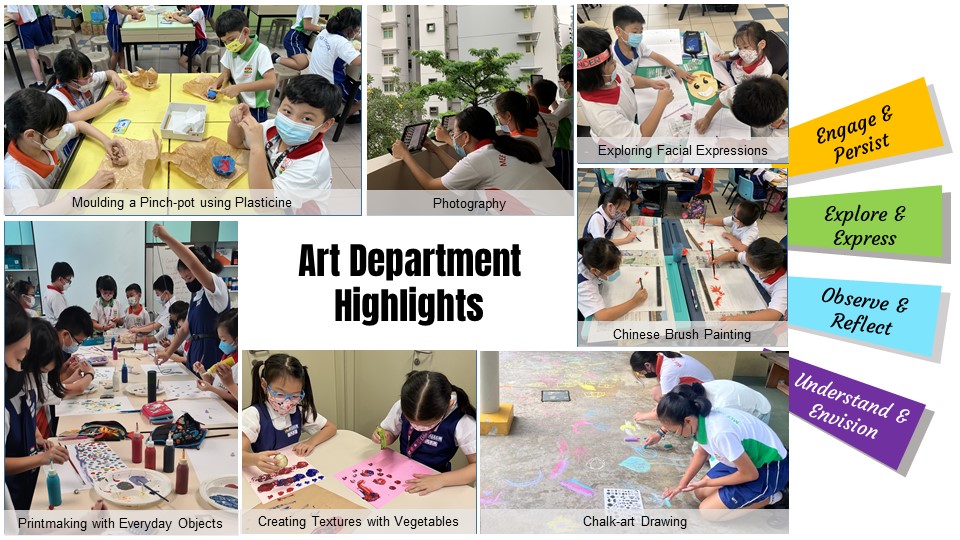 Moulding a Pinch-pot using Plasticine
Photography
Exploring Facial Expressions
Engage &
Persist
Explore &
Express
Art Department
Highlights
Chinese Brush Painting
Observe &
Reflect
Understand &
Envision
Printmaking with Everyday Objects
Creating Textures with Vegetables
Chalk-art Drawing